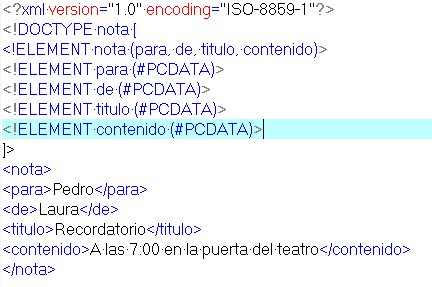 <?xml version="1.0" encoding="ISO-8859-1"?>
<!DOCTYPE nota [
<!ELEMENT nota (para, de, titulo, contenido)>
<!ELEMENT para (#PCDATA)>
<!ELEMENT de (#PCDATA)>
<!ELEMENT titulo (#PCDATA)>
<!ELEMENT contenido (#PCDATA)>
]>
<nota>
<para>Pedro</para>
<de>Laura</de>
<titulo>Recordatorio</titulo>
<contenido>A las 7:00 en la puerta del teatro</contenido>
</nota>